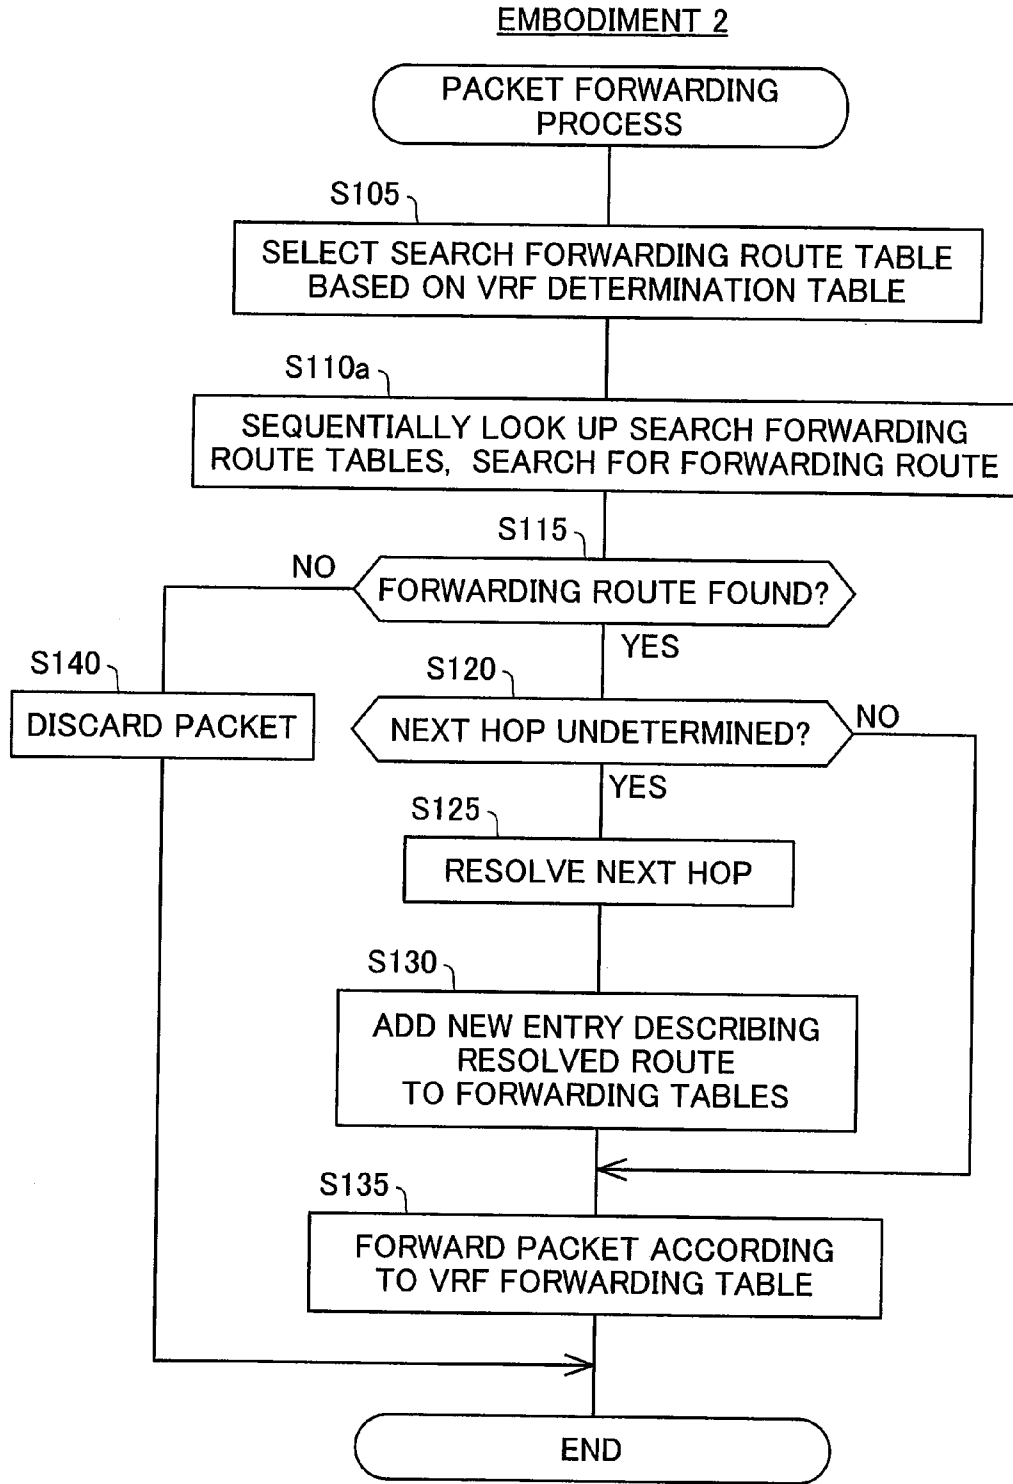 EMBODIMENT 2
PACKET FORWARDING
PROCESS
S105
SELECT SEARCH FORWARDING ROUTE TABLE
BASED ON VRF DETERMINATION TABLE
S110a
SEQUENTIALLY LOOK UP SEARCH FORWARDING
ROUTE TABLES, SEARCH FOR FORWARDING ROUTE
S115
NO
FORWARDING ROUTE FOUND?
YES
S140
DISCARD PACKET
S120
NEXT HOP UNDETERMINED?
NO
YES
S125
RESOLVE NEXT HOP
S130
ADD NEW ENTRY DESCRIBING
RESOLVED ROUTE
TO FORWARDING TABLES
S135
FORWARD PACKET ACCORDING
TO VRF FORWARDING TABLE
END